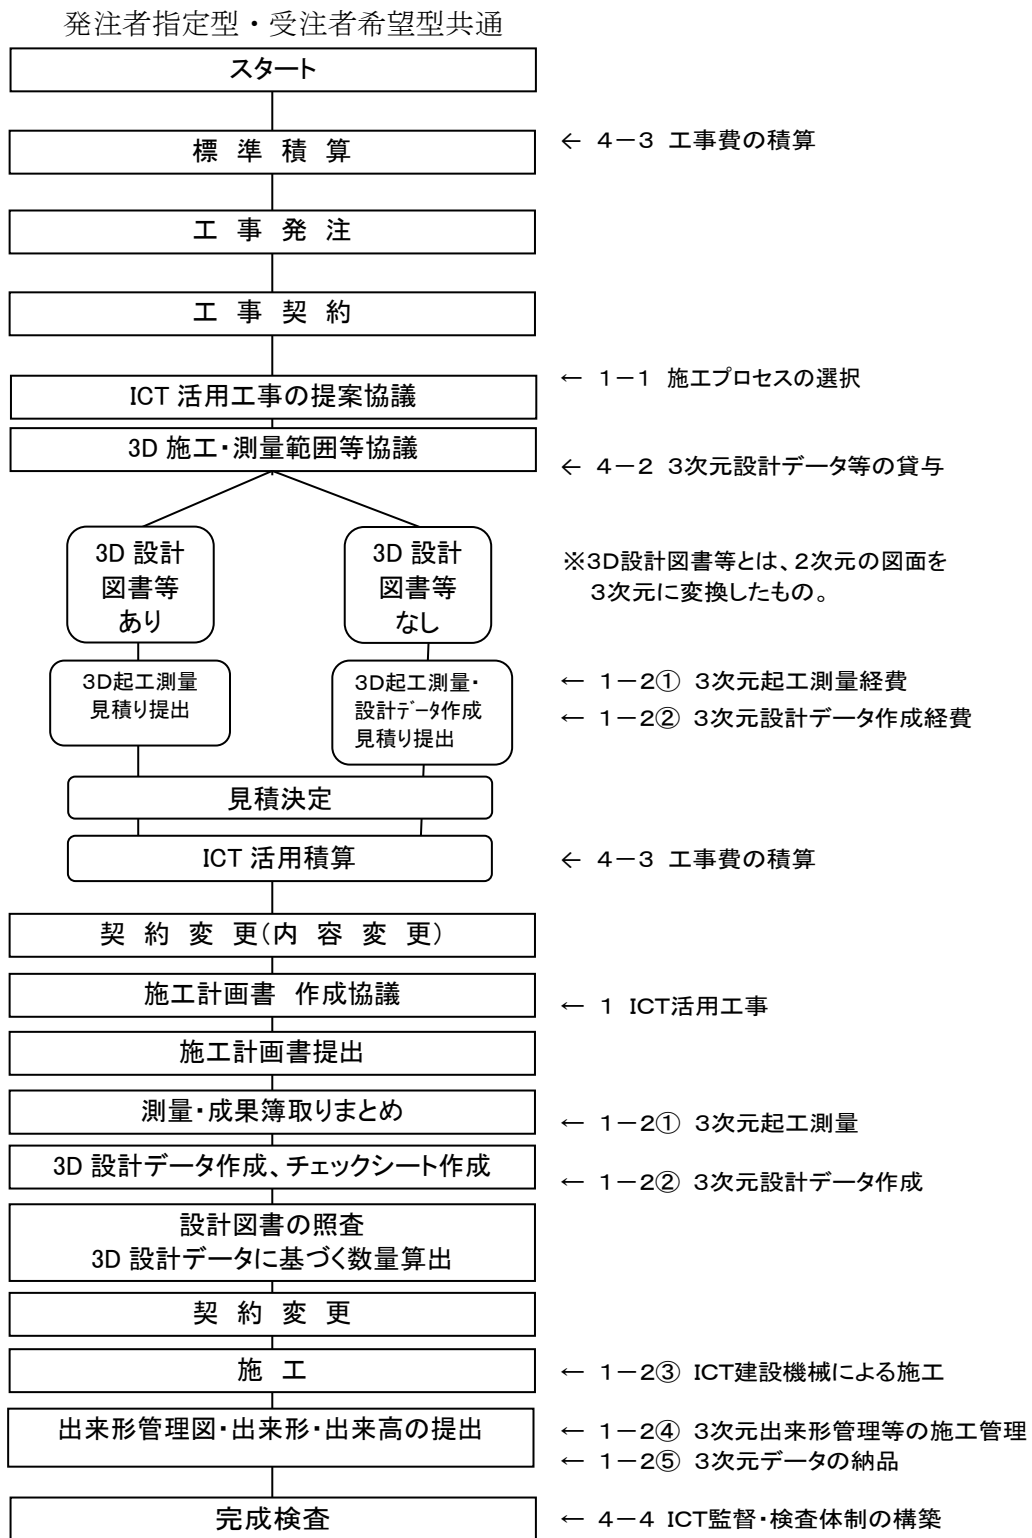 発注者指定型・受注者希望型共通
スタート
標 準 積 算
← 4-3 工事費の積算
工 事 発 注
工 事 契 約
ICT 活用工事の提案協議
← 1-1 施工プロセスの選択
3D 施工・測量範囲等協議
← 4-2 3次元設計データ等の貸与
3D 設計
図書等
あり
3D 設計
図書等
なし
※3D設計図書等とは、2次元の図面を
3次元に変換したもの。
3D起工測量
見積り提出
3D起工測量・
設計ﾃﾞｰﾀ作成
見積り提出
← 1-2① 3次元起工測量経費
← 1-2② 3次元設計データ作成経費
見積決定
ICT 活用積算
← 4-3 工事費の積算
契 約 変 更(内 容 変 更)
施工計画書 作成協議
← 1 ICT活用工事
施工計画書提出
測量・成果簿取りまとめ
← 1-2① 3次元起工測量
3D 設計データ作成、チェックシート作成
← 1-2② 3次元設計データ作成
設計図書の照査
3D 設計データに基づく数量算出
契 約 変 更
施 工
← 1-2③ ICT建設機械による施工
出来形管理図・出来形・出来高の提出
← 1-2④ 3次元出来形管理等の施工管理
← 1-2⑤ 3次元データの納品
完成検査
← 4-4 ICT監督・検査体制の構築